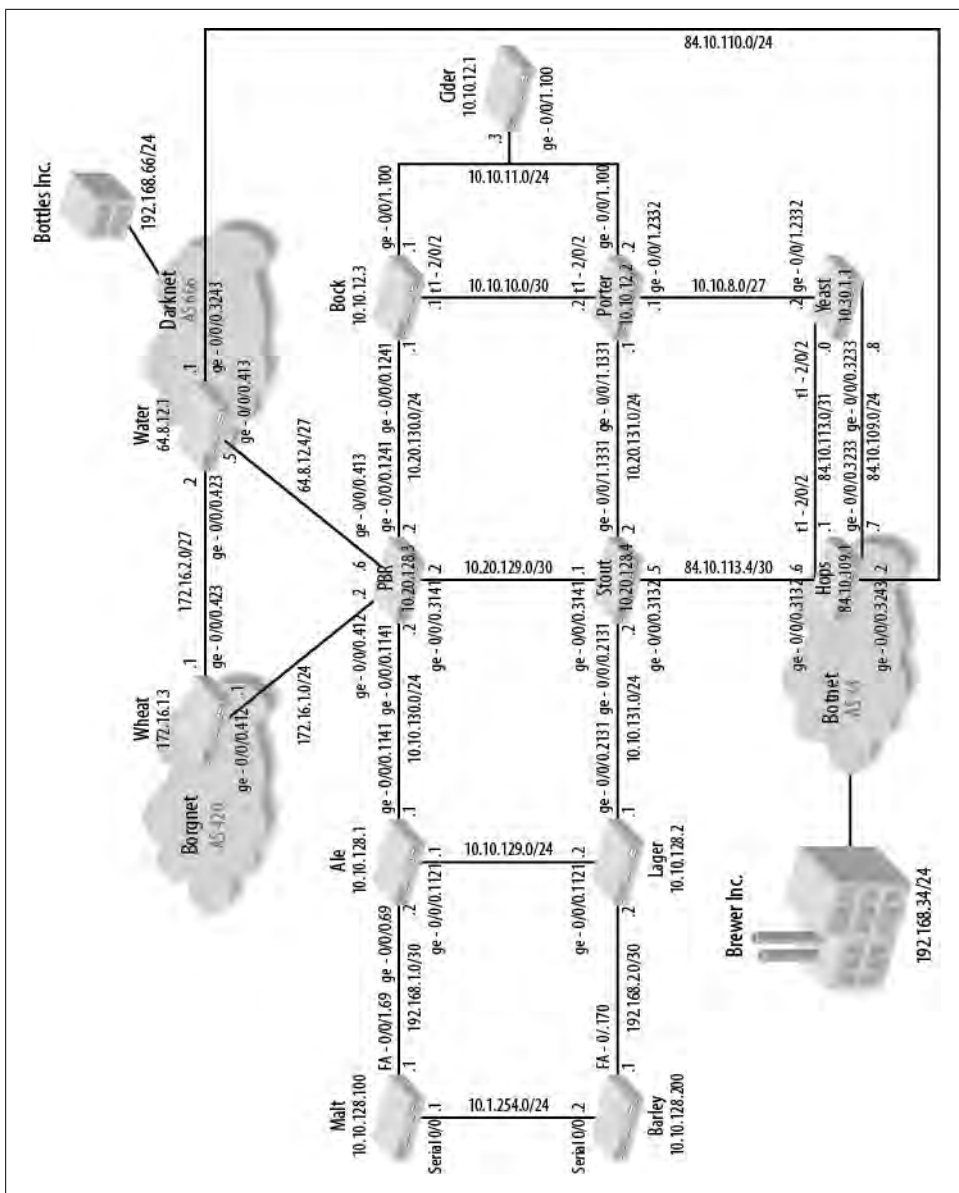 Bottles Inc.
192.168.66/24
Darknet
AS 666
Water
64.8.12.1
.1
ge - 0/0/0.3243
ge - 0/0/0.413
.5
2
ge - 0/0/0.423
172.16.2.0/27
ge - 0/0/0.423
.1
Wheat
172.16.13
ge - 0/0/0.412
.1
Borgnet
AS 420
172.16.1.0/24
64.8.12.4/27
84.10.110.0/24
Cider
10.10.12.1
.3
ge - 0/0/1.100
10.10.11.0/24
Bock
10.10.12.3
ge - 0/0/1.100
.1
.1
t1 - 2/0/2
.1
ge - 0/0/0.1241
10.20.130.0/24
ge - 0/0/0.1241
.2
ge - 0/0/0.413
.6
PBR
10.20.128.3
.2
ge - 0/0/0.412
ge - 0/0/0.3141
.2
.2
ge - 0/0/0.1141
10.10.130.0/24
ge - 0/0/0.1141
.1
Ale
10.10.128.1
ge - 0/0/0.69
.2
ge - 0/0/0.1121
.1
192.168.1.0/30
FA - 0/0/1.69
.1
Malt
10.10.128.100
Serial 0/0
.1
10.1.254.0/24
10.10.129.0/24
10.20.129.0/30
10.10.10.0/30
Serial 0/0
.2
Barley
10.10.128.200
FA - 0/.170
.1
192.168.2.0/30
.2
ge - 0/0/0.1121
.2
Lager
10.10.128.2
.1
ge - 0/0/0.2131
10.10.131.0/24
ge - 0/0/0.2131
.2
ge - 0/0/0.3141
.1
Stout
10.20.128.4
ge - 0/0/0.3132
.5
.2
ge - 0/0/1.1331
10.20.131.0/24
ge - 0/0/1.1331
.1
.2
t1 - 2/0/2
Porter
10.10.12.2
ge - 0/0/1.100
.2
.1
ge - 0/0/1.2332
84.10.113.4/30
10.10.8.0/27
.2
ge - 0/0/1.2332
Yeast
10.30.1.1
t1 - 2/0/2
.0
84.10.113.0/31
t1 - 2/0/2
.1
ge - 0/0/0.3233
.8
ge - 0/0/0.3233
84.10.109.0/24
.7
ge - 0/0/0.3132
.6
Hops
84.10.109.1
ge - 0/0/0.3243
.2
Botnet
Brewer Inc.
192.168.34/24